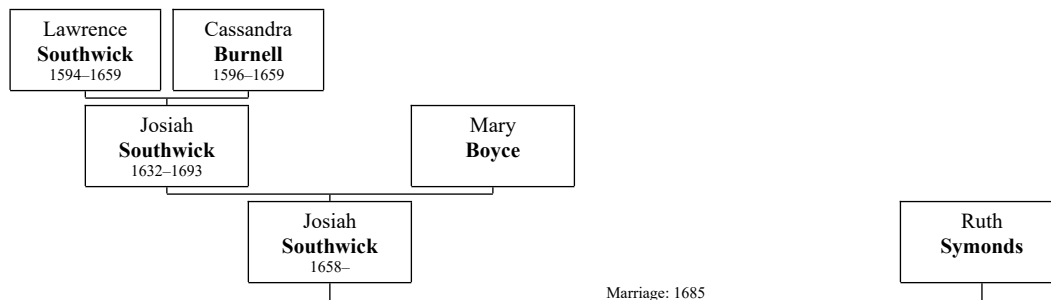 Lawrence
Southwick
1594–1659
Cassandra
Burnell
1596–1659
Josiah
Southwick
1632–1693
Mary
Boyce
Josiah
Southwick
1658–
Ruth
Symonds
Marriage: 1685